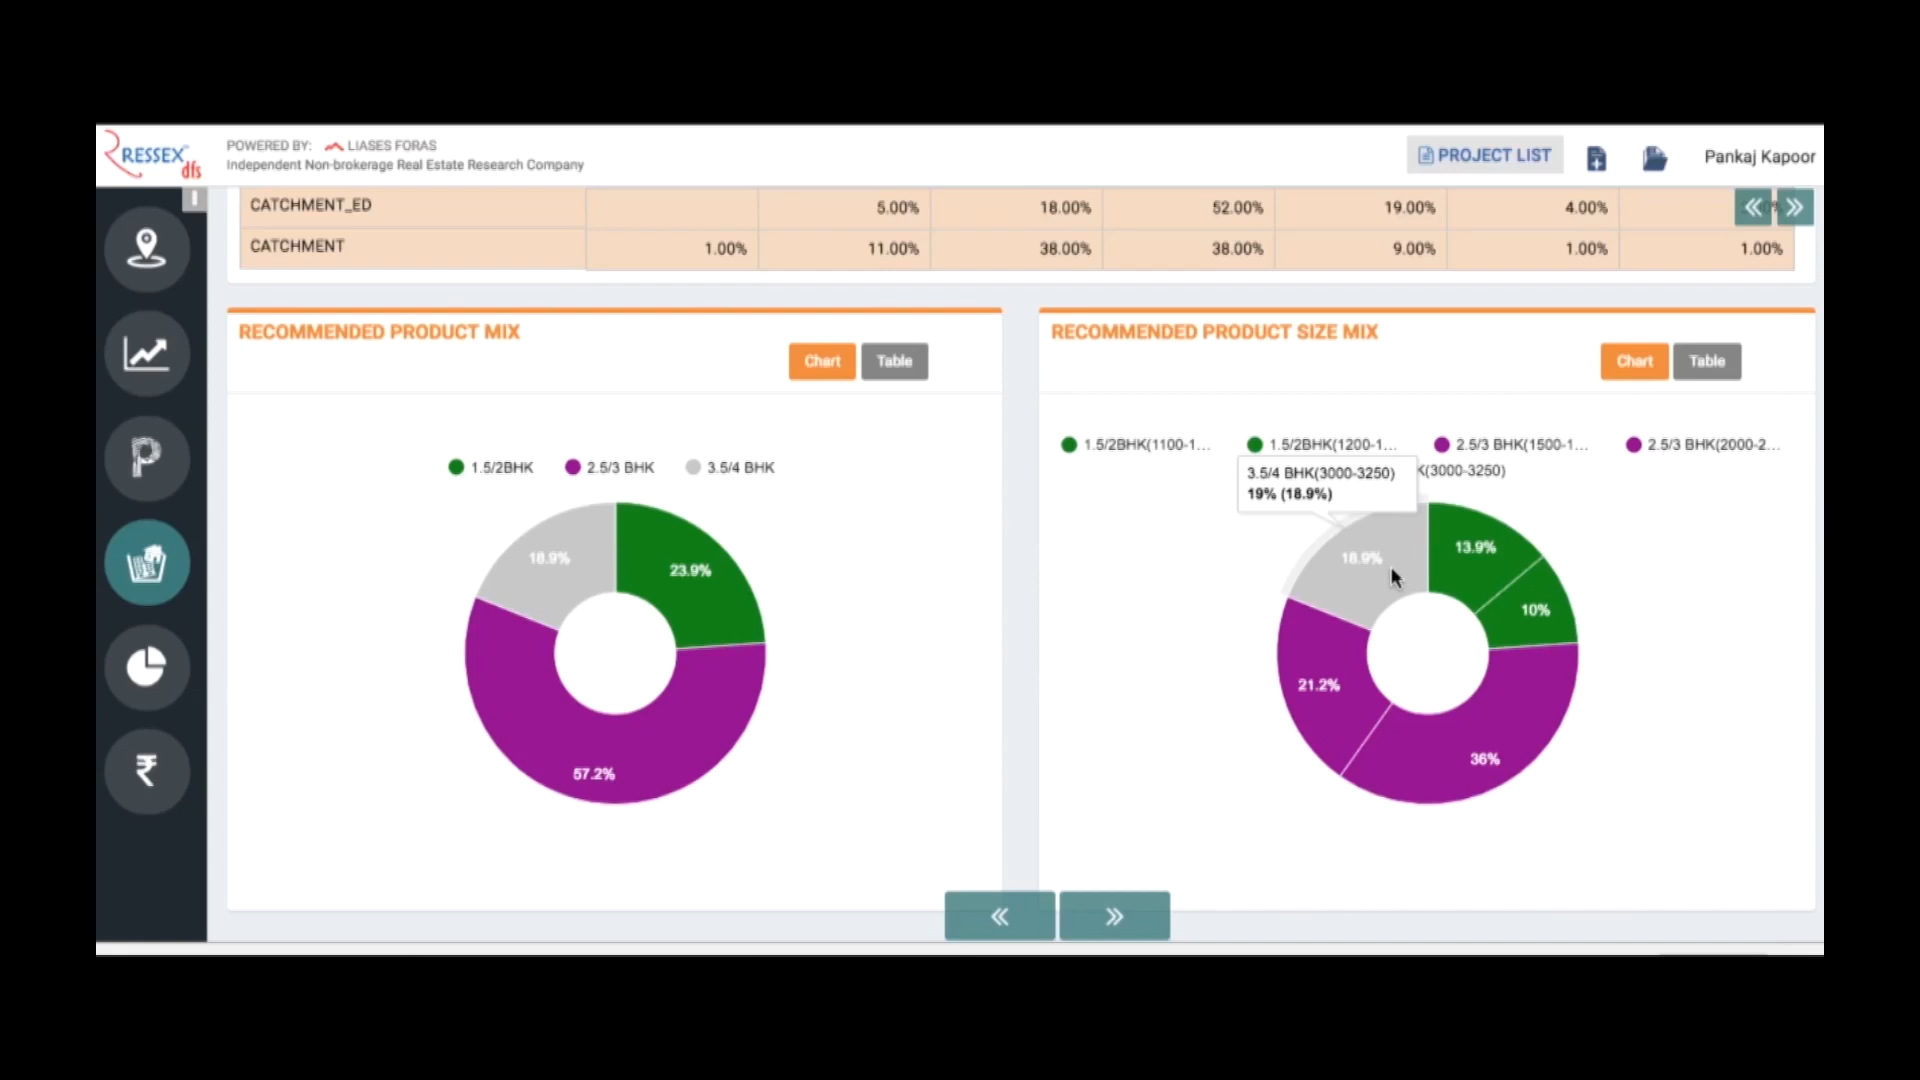 RESSEX dfs
POWERED BY: LIASES FORAS
Independent Non-brokerage Real Estate Research Company
PROJECT LIST
Pankaj Kapoor
CATCHMENT_ED 5.00% 18.00% 52.00% 19.00% 4.00%
CATCHMENT 1.00% 11.00% 38.00% 38.00% 9.00% 1.00% 1.00%
RECOMMENDED PRODUCT MIX
Chart Table
1.5/2BHK 2.5/3 BHK 3.5/4 BHK
18.9%
23.9%
57.2%
RECOMMENDED PRODUCT SIZE MIX
Chart Table
1.5/2BHK(1100-1... 1.5/2BHK(1200-1... 2.5/3 BHK(1500-1... 2.5/3 BHK(2000-2...
K(3000-3250)
3.5/4 BHK(3000-3250)
19% (18.9%)
18.9%
13.9%
10%
21.2%
36%